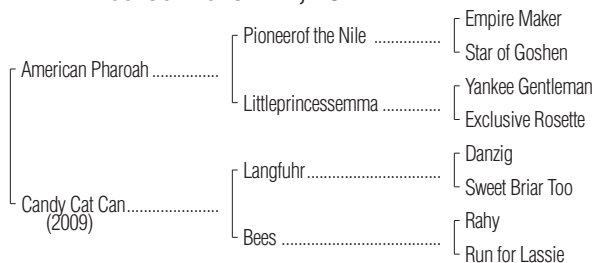 Empire Maker
Pioneerof the Nile ................
Star of Goshen
American Pharoah ................
Yankee Gentleman
Littleprincessemma ..............
Exclusive Rosette
Danzig
Langfuhr................................
Sweet Briar Too
Candy Cat Can......................
(2009)
Rahy
Bees ......................................
Run for Lassie